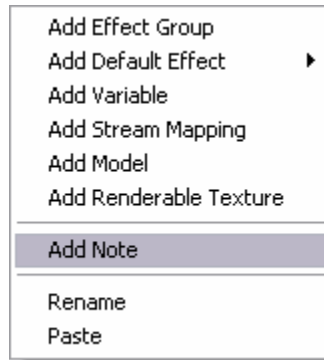 Add Effect Group
Add Default Effect
Add Variable
Add Stream Mapping
Add Model
Add Renderable Texture
Add Note
Rename
Paste